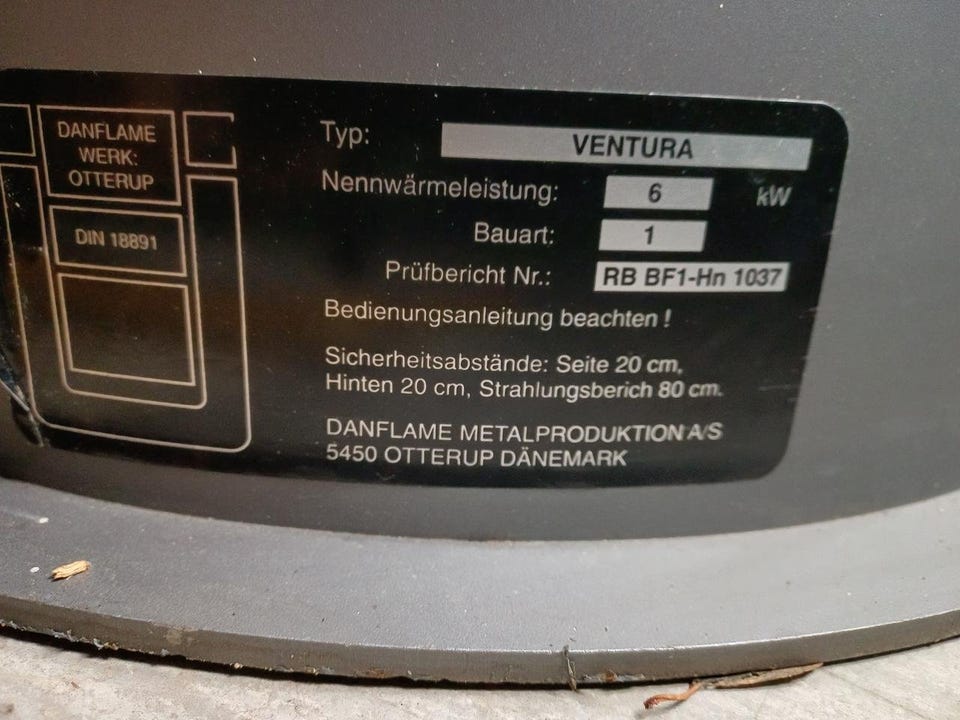 DANFLAME
WERK:
OTTERUP
DIN 18891
Typ: VENTURA
Nennwärmeleistung: 6 kW
Bauart: 1
Prüfbericht Nr.: RB BF1-Hn 1037
Bedienungsanleitung beachten !
Sicherheitsabstände: Seite 20 cm,
Hinten 20 cm, Strahlungsberich 80 cm.
DANFLAME METALPRODUKTION A/S
5450 OTTERUP DÄNEMARK